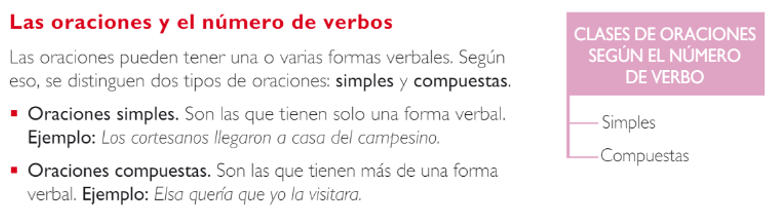 Las oraciones y el número de verbos
Las oraciones pueden tener una o varias formas verbales. Según
eso, se distinguen dos tipos de oraciones: simples y compuestas.
▪ Oraciones simples. Son las que tienen solo una forma verbal.
Ejemplo: Los cortesanos llegaron a casa del campesino.
▪ Oraciones compuestas. Son las que tienen más de una forma
verbal. Ejemplo: Elsa quería que yo la visitara.
CLASES DE ORACIONES
SEGÚN EL NÚMERO
DE VERBO
Simples
Compuestas